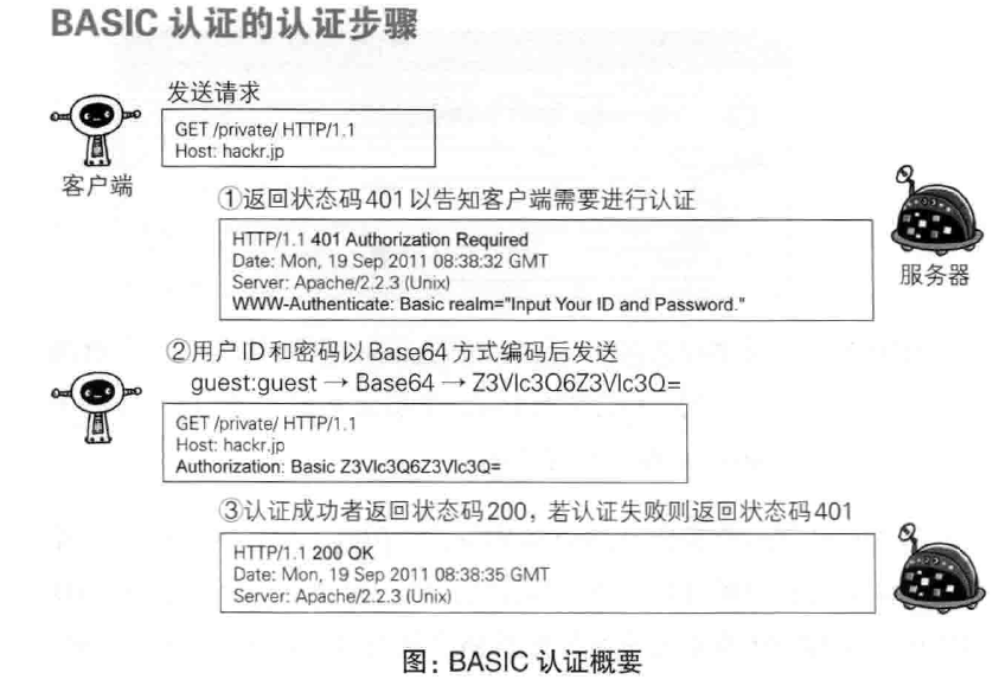 BASIC 认证的认证步骤
发送请求
GET /private/ HTTP/1.1
Host: hackr.jp
客户端
①返回状态码401以告知客户端需要进行认证
HTTP/1.1 401 Authorization Required
Date: Mon, 19 Sep 2011 08:38:32 GMT
Server: Apache/2.2.3 (Unix)
WWW-Authenticate: Basic realm="Input Your ID and Password."
服务器
②用户ID和密码以Base64方式编码后发送
guest:guest → Base64 → Z3Vlc3Q6Z3Vlc3Q=
GET /private/ HTTP/1.1
Host: hackr.jp
Authorization: Basic Z3Vlc3Q6Z3Vlc3Q=
③认证成功者返回状态码200，若认证失败则返回状态码401
HTTP/1.1 200 OK
Date: Mon, 19 Sep 2011 08:38:35 GMT
Server: Apache/2.2.3 (Unix)
图：BASIC 认证概要